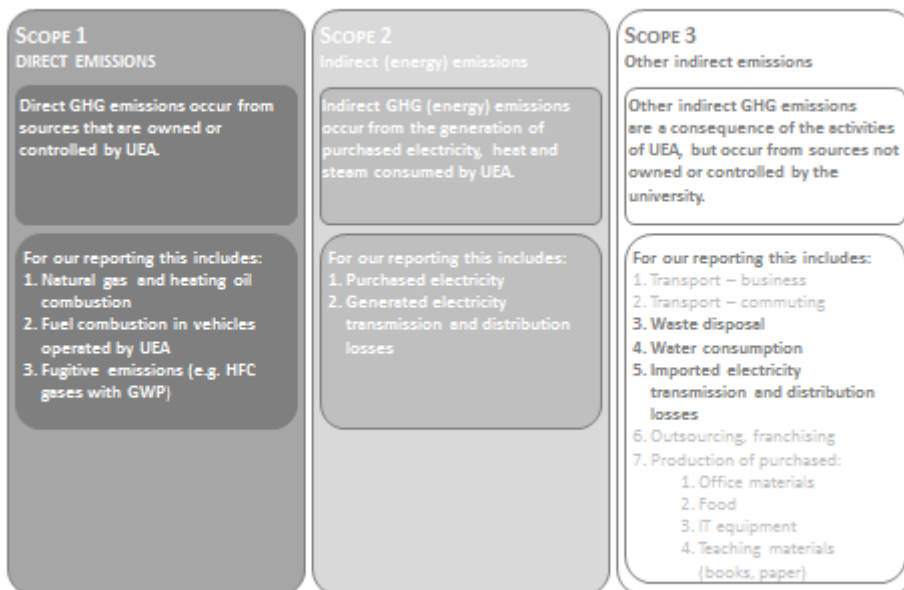 SCOPE 1
DIRECT EMISSIONS
Direct GHG emissions occur from
sources that are owned or
controlled by UEA.
For our reporting this includes:
1. Natural gas and heating oil
combustion
2. Fuel combustion in vehicles
operated by UEA
3. Fugitive emissions (e.g. HFC
gases with GWP)
SCOPE 2
Indirect (energy) emissions
Indirect GHG (energy) emissions
occur from the generation of
purchased electricity, heat and
steam consumed by UEA.
For our reporting this includes:
1. Purchased electricity
2. Generated electricity
transmission and distribution
losses
SCOPE 3
Other indirect emissions
Other indirect GHG emissions
are a consequence of the activities
of UEA, but occur from sources not
owned or controlled by the
university.
For our reporting this includes:
1. Transport – business
2. Transport – commuting
3. Waste disposal
4. Water consumption
5. Imported electricity
transmission and distribution
losses
6. Outsourcing, franchising
7. Production of purchased:
1. Office materials
2. Food
3. IT equipment
4. Teaching materials
(books, paper)